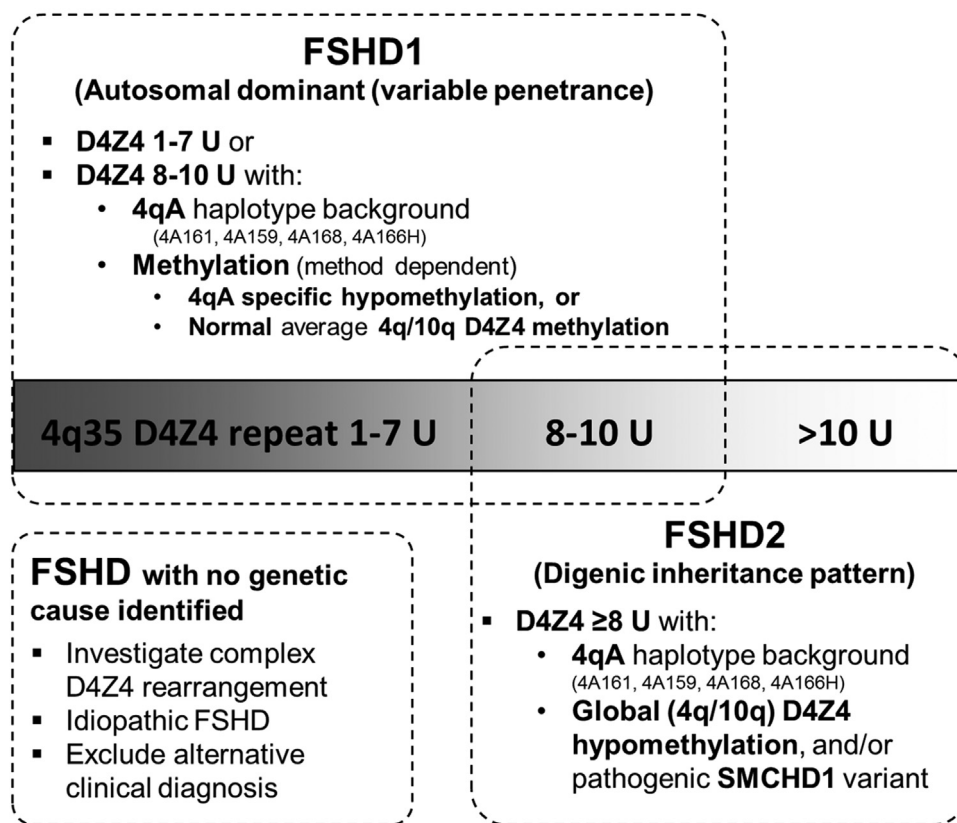 FSHD1
(Autosomal dominant (variable penetrance)
▪ D4Z4 1-7 U or
▪ D4Z4 8-10 U with:
• 4qA haplotype background
(4A161, 4A159, 4A168, 4A166H)
• Methylation (method dependent)
• 4qA specific hypomethylation, or
• Normal average 4q/10q D4Z4 methylation
4q35 D4Z4 repeat 1-7 U 8-10 U >10 U
FSHD with no genetic
cause identified
▪ Investigate complex
D4Z4 rearrangement
▪ Idiopathic FSHD
▪ Exclude alternative
clinical diagnosis
FSHD2
(Digenic inheritance pattern)
▪ D4Z4 ≥8 U with:
• 4qA haplotype background
(4A161, 4A159, 4A168, 4A166H)
• Global (4q/10q) D4Z4
hypomethylation, and/or
pathogenic SMCHD1 variant